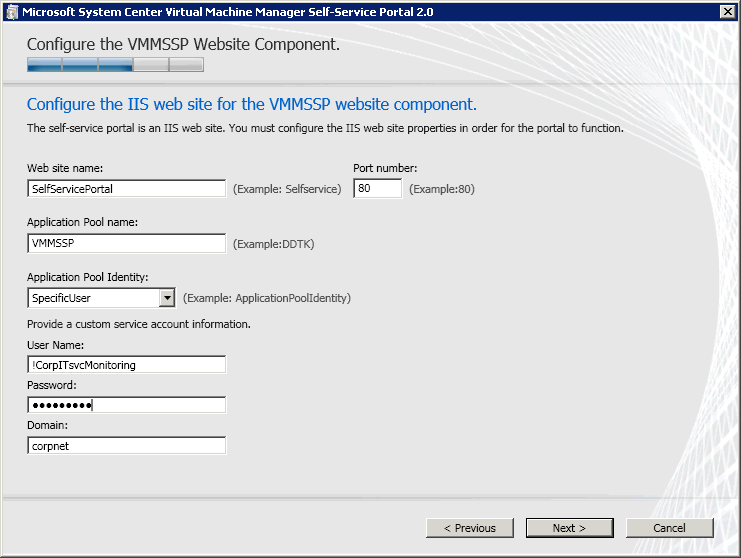 Microsoft System Center Virtual Machine Manager Self-Service Portal 2.0
Configure the VMMSSP Website Component.
Configure the IIS web site for the VMMSSP website component.
The self-service portal is an IIS web site. You must configure the IIS web site properties in order for the portal to function.
Web site name: Port number:
SelfServicePortal (Example: Selfservice) 80 (Example:80)
Application Pool name:
VMMSSP (Example:DDTK)
Application Pool Identity:
SpecificUser (Example: ApplicationPoolIdentity)
Provide a custom service account information.
User Name:
!CorpITsvcMonitoring
Password:
●●●●●●●●●
Domain:
corpnet
< Previous Next > Cancel